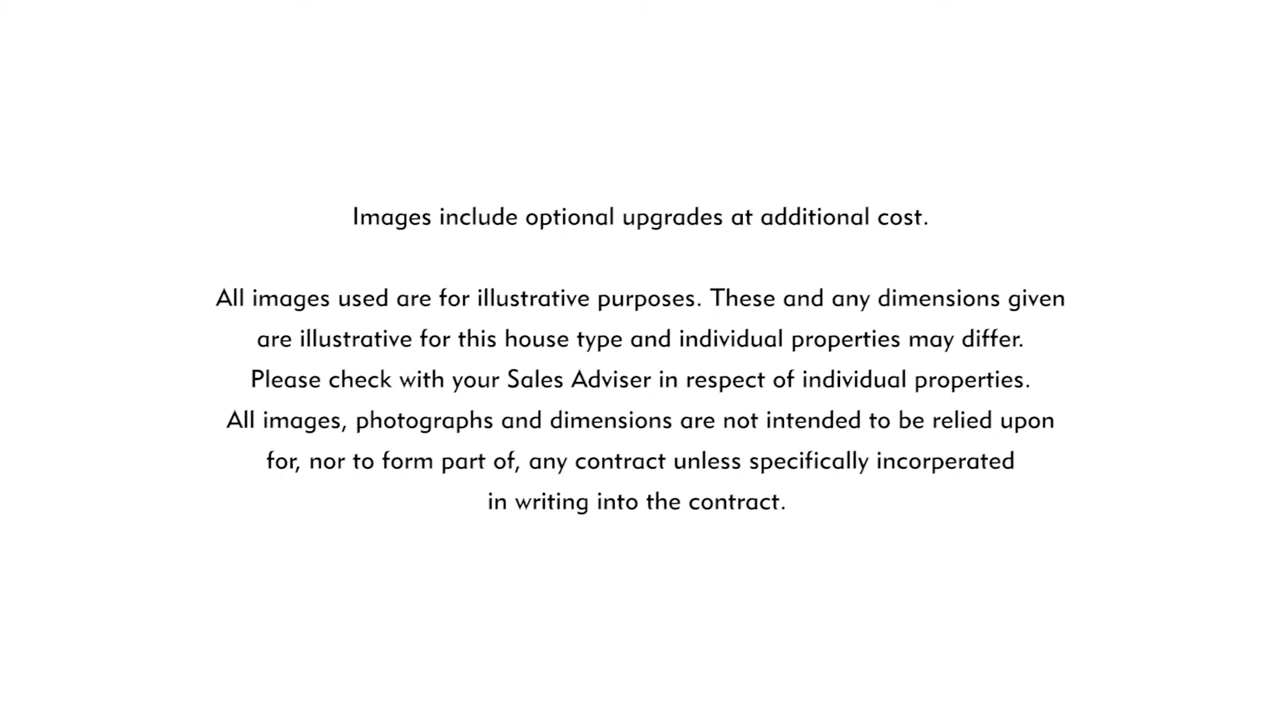 Images include optional upgrades at additional cost.
All images used are for illustrative purposes. These and any dimensions given
are illustrative for this house type and individual properties may differ.
Please check with your Sales Adviser in respect of individual properties.
All images, photographs and dimensions are not intended to be relied upon
for, nor to form part of, any contract unless specifically incorperated
in writing into the contract.